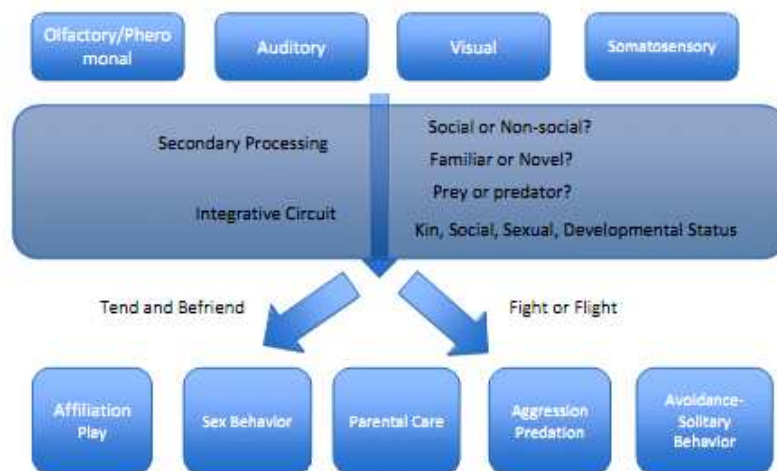 Olfactory/Phero
monal
Auditory
Visual
Somatosensory
Secondary Processing
Social or Non-social?
Familiar or Novel?
Prey or predator?
Integrative Circuit
Kin, Social, Sexual, Developmental Status
Tend and Befriend
Fight or Flight
Affiliation
Play
Sex Behavior
Parental Care
Aggression
Predation
Avoidance-
Solitary
Behavior